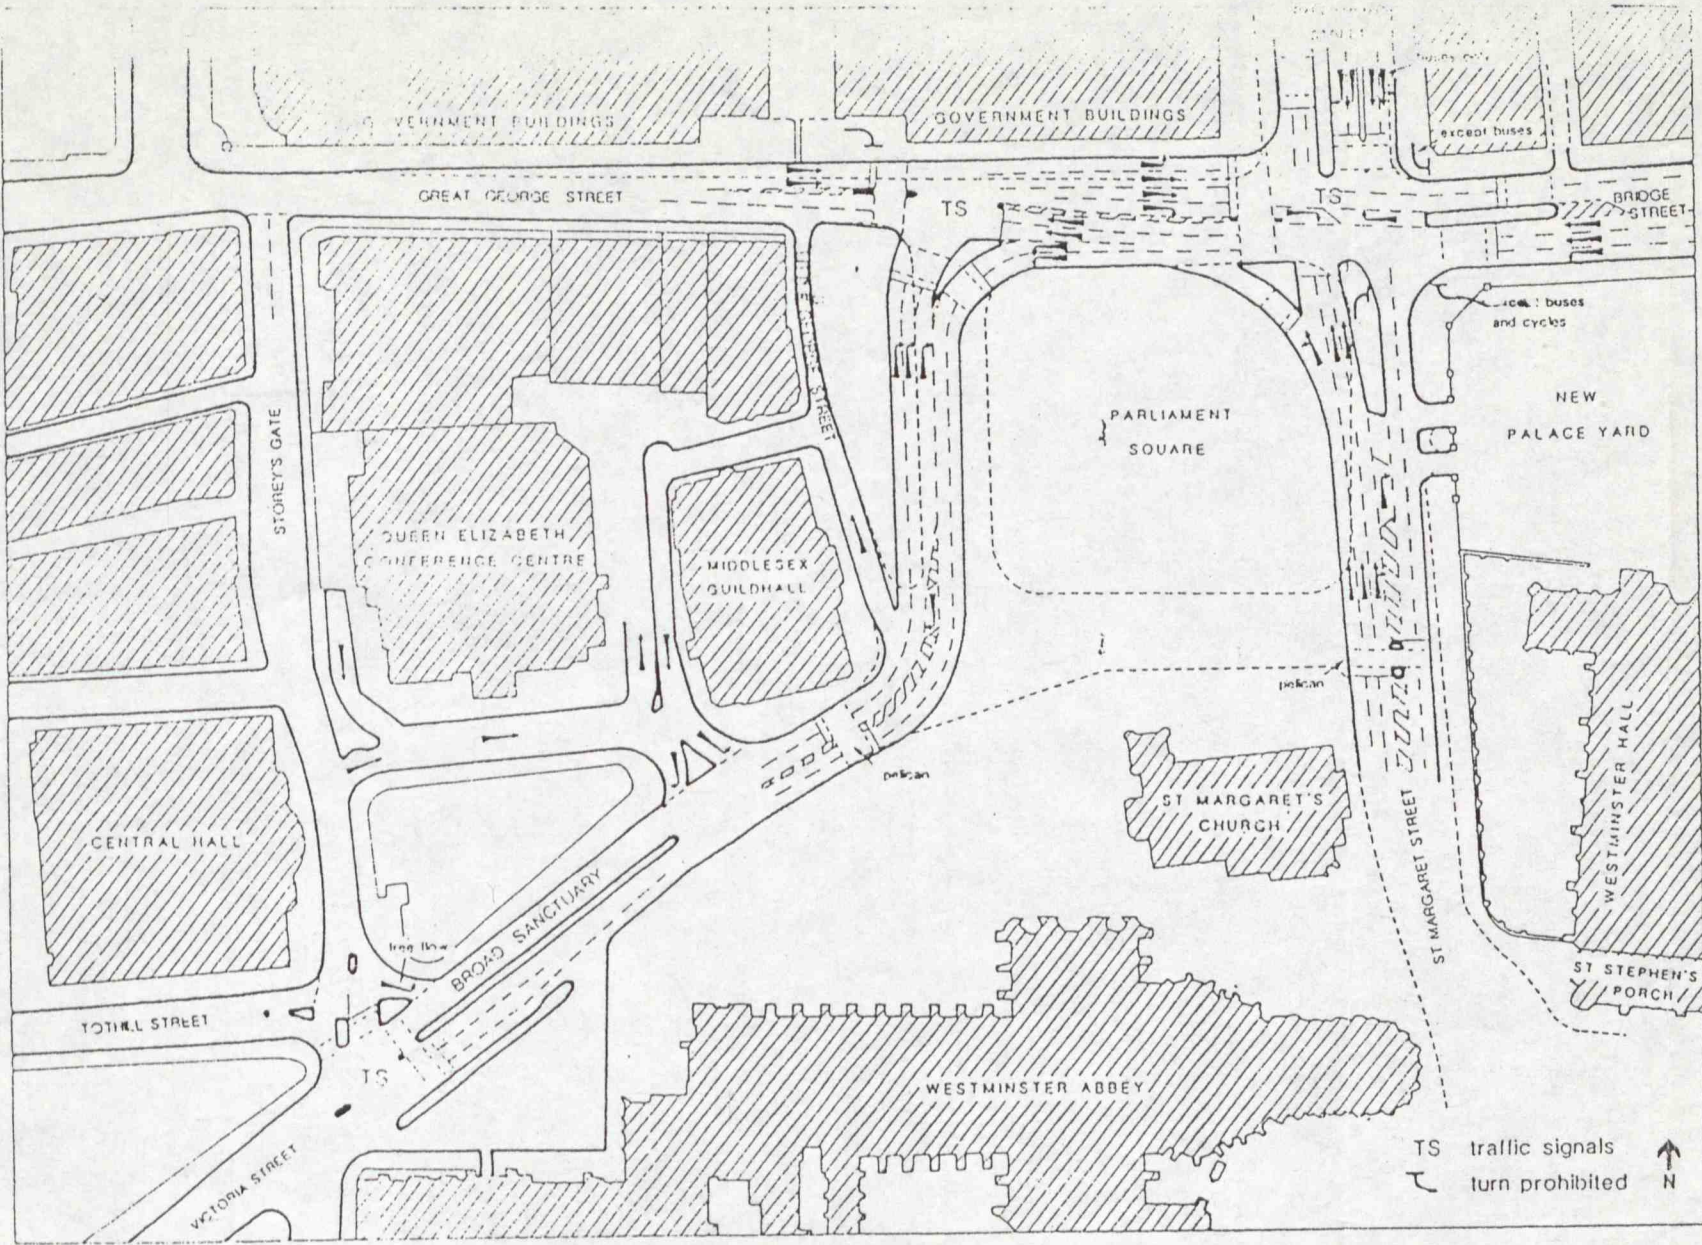 STREET
GOVERNMENT BUILDINGS
GOVERNMENT BUILDINGS
except buses
GREAT GEORGE STREET
TS
TS
BRIDGE
STREET
buses
and cycles
STREET
STOREY'S GATE
PARLIAMENT
SQUARE
NEW
PALACE YARD
QUEEN ELIZABETH
CONFERENCE CENTRE
MIDDLESEX
GUILDHALL
pelican
pelican
WESTMINSTER HALL
ST MARGARET'S
CHURCH
ST MARGARET STREET
CENTRAL HALL
free flow
BROAD SANCTUARY
ST STEPHEN'S
PORCH
TOTHILL STREET
TS
WESTMINSTER ABBEY
VICTORIA STREET
TS traffic signals
turn prohibited
N